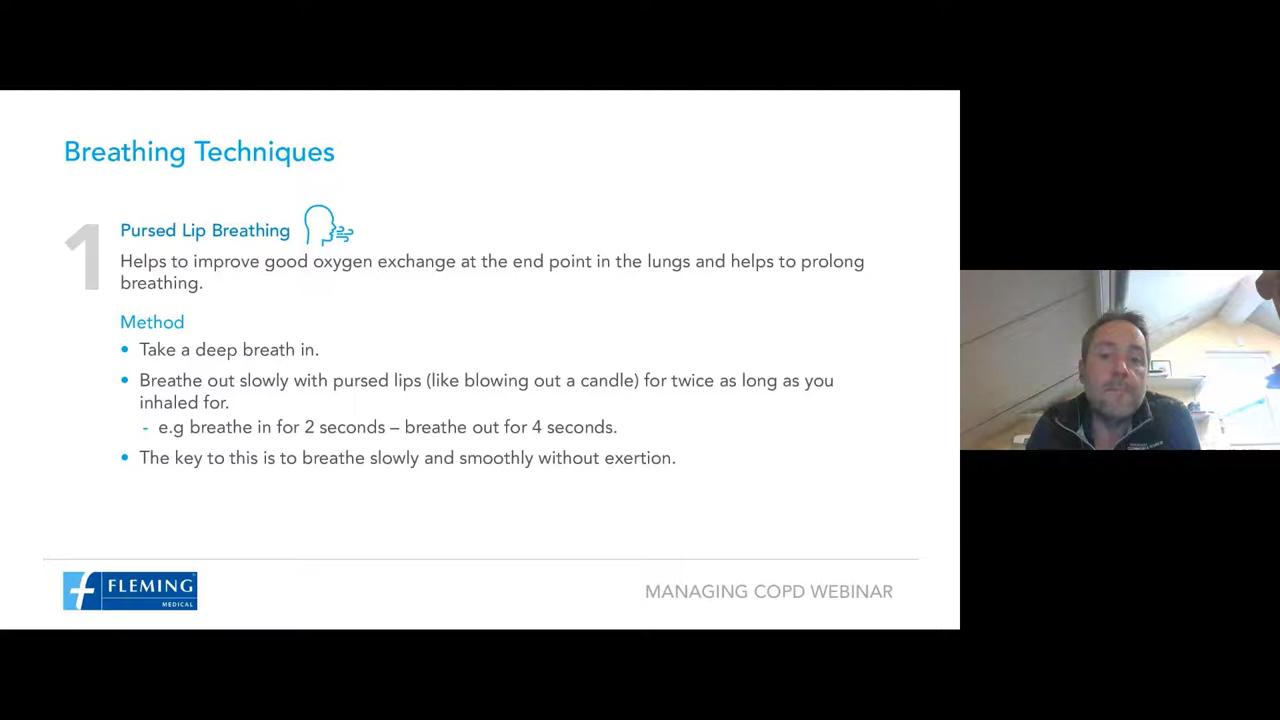 Breathing Techniques
1
Pursed Lip Breathing
Helps to improve good oxygen exchange at the end point in the lungs and helps to prolong
breathing.
Method
• Take a deep breath in.
• Breathe out slowly with pursed lips (like blowing out a candle) for twice as long as you
inhaled for.
- e.g breathe in for 2 seconds – breathe out for 4 seconds.
• The key to this is to breathe slowly and smoothly without exertion.
FLEMING
MEDICAL
MANAGING COPD WEBINAR